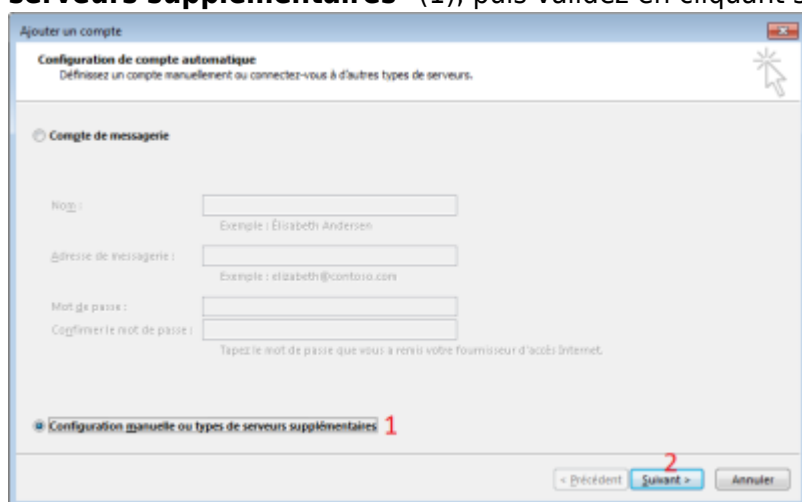 serveurs supplémentaires" (1), puis validez en cliquant s
Ajouter un compte
Configuration de compte automatique
Définissez un compte manuellement ou connectez-vous à d'autres types de serveurs.
Compte de messagerie
Nom :
Exemple : Élisabeth Andersen
Adresse de messagerie :
Exemple : elizabeth@contoso.com
Mot de passe :
Confirmer le mot de passe :
Tapez le mot de passe que vous a remis votre fournisseur d'accès Internet.
Configuration manuelle ou types de serveurs supplémentaires 1
2
< Précédent Suivant > Annuler